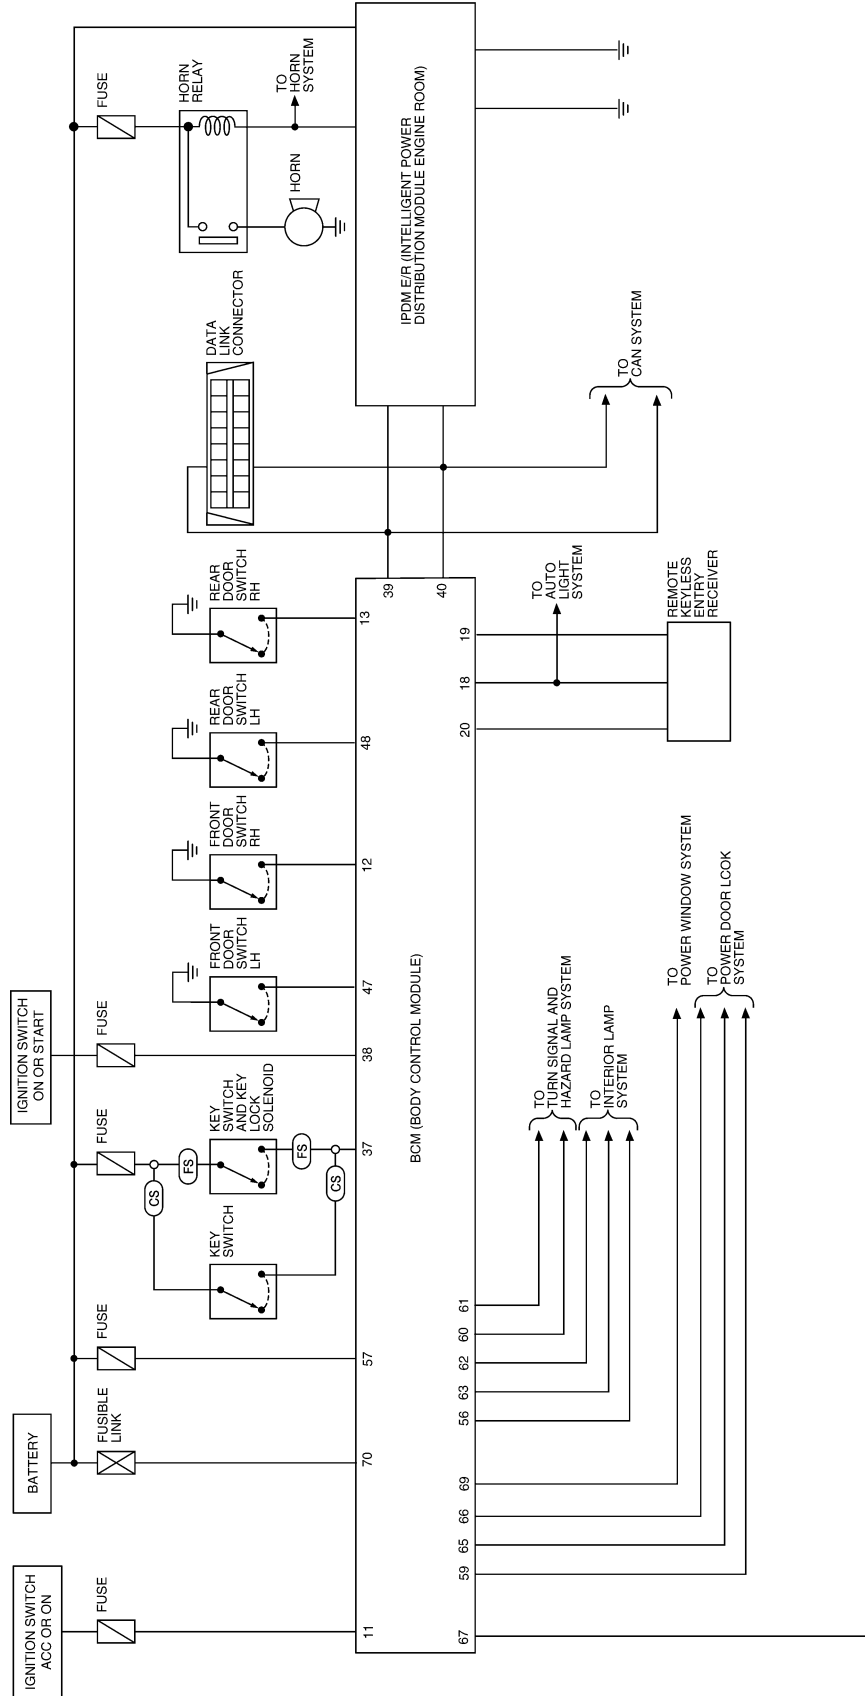 IGNITION SWITCH
ACC OR ON
FUSE
11
BATTERY
FUSIBLE
LINK
70
FUSE
57
KEY
SWITCH
CS
FUSE
FS
KEY
SWITCH
AND KEY
LOCK
SOLENOID
FS
CS
37
IGNITION SWITCH
ON OR START
FUSE
38
FRONT
DOOR
SWITCH
LH
47
FRONT
DOOR
SWITCH
RH
12
REAR
DOOR
SWITCH
LH
48
REAR
DOOR
SWITCH
RH
13
DATA
LINK
CONNECTOR
FUSE
HORN
RELAY
HORN
TO
HORN
SYSTEM
BCM (BODY CONTROL MODULE)
39
40
IPDM E/R (INTELLIGENT POWER
DISTRIBUTION MODULE ENGINE ROOM)
67
59
65
66
69
56
63
62
60
61
20
18
19
TO
TURN SIGNAL AND
HAZARD LAMP SYSTEM
TO
INTERIOR LAMP
SYSTEM
TO
POWER WINDOW SYSTEM
TO
POWER DOOR LCOK
SYSTEM
TO
AUTO
LIGHT
SYSTEM
REMOTE
KEYLESS
ENTRY
RECEIVER
TO
CAN SYSTEM